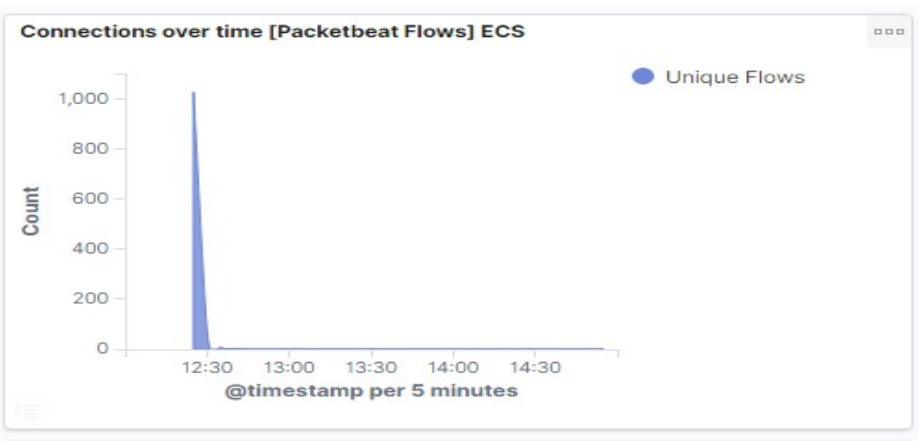 Connections over time [Packetbeat Flows] ECS
Unique Flows
1,000
800
600
400
200
0
Count
12:30 13:00 13:30 14:00 14:30
@timestamp per 5 minutes